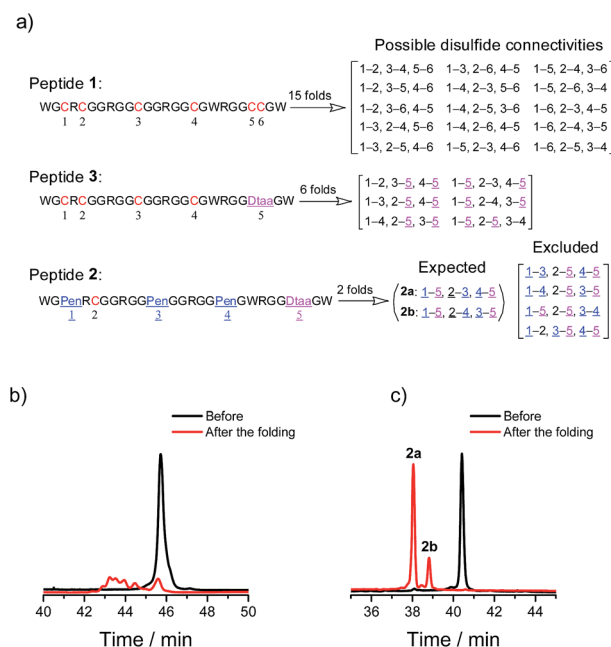 a)
Possible disulfide connectivities
Peptide 1:
WGCRCGGRGGCGGRGGCGWRGGCCGW
1 2 3 4 5 6
15 folds
1–2, 3–4, 5–6 1–3, 2–6, 4–5 1–5, 2–4, 3–6
1–2, 3–5, 4–6 1–4, 2–3, 5–6 1–5, 2–6, 3–4
1–2, 3–6, 4–5 1–4, 2–5, 3–6 1–6, 2–3, 4–5
1–3, 2–4, 5–6 1–4, 2–6, 3–5 1–6, 2–4, 3–5
1–3, 2–5, 4–6 1–5, 2–3, 4–6 1–6, 2–5, 3–4
Peptide 3:
WGCRCGGRGGCGGRGGCGWRGGDtaaGW
1 2 3 4 5
6 folds
1–2, 3–5, 4–5 1–5, 2–3, 4–5
1–3, 2–5, 4–5 1–5, 2–4, 3–5
1–4, 2–5, 3–5 1–5, 2–5, 3–4
Peptide 2:
WGPenRCGGRGGPenGGRGGPenGWRGGDtaaGW
1 2 3 4 5
2 folds
Expected
2a: 1–5, 2–3, 4–5
2b: 1–5, 2–4, 3–5
Excluded
1–3, 2–5, 4–5
1–4, 2–5, 3–5
1–5, 2–5, 3–4
1–2, 3–5, 4–5
b)
Before
After the folding
40 42 44 46 48 50
Time / min
c)
Before
After the folding
2a
2b
36 38 40 42 44
Time / min